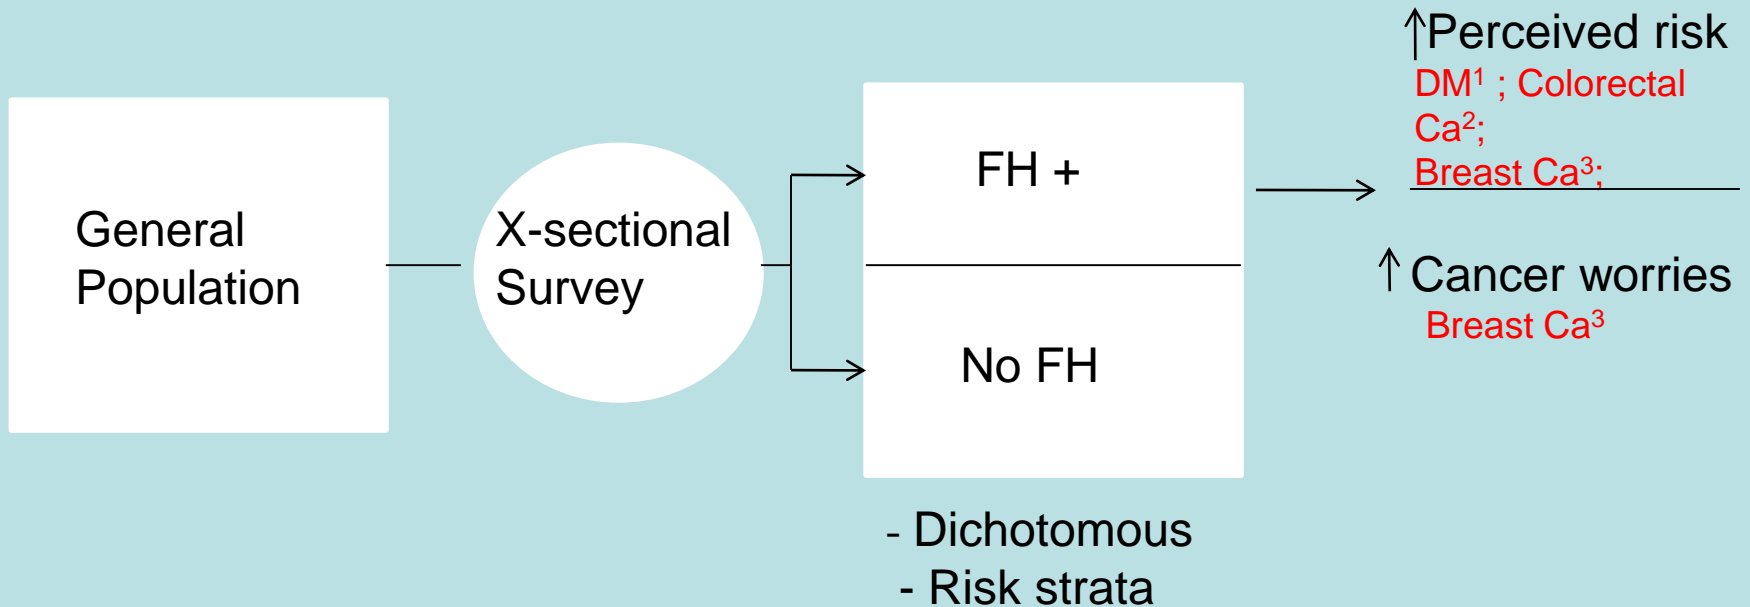 General
Population
X-sectional
Survey
FH +
No FH
- Dichotomous
- Risk strata
↑Perceived risk
DM¹ ; Colorectal
Ca²;
Breast Ca³;
↑ Cancer worries
Breast Ca³